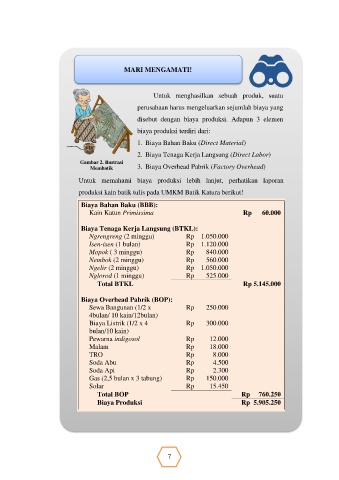 MARI MENGAMATI!
Untuk menghasilkan sebuah produk, suatu
perusahaan harus mengeluarkan sejumlah biaya yang
disebut dengan biaya produksi. Adapun 3 elemen
biaya produksi terdiri dari:
1. Biaya Bahan Baku (Direct Material)
2. Biaya Tenaga Kerja Langsung (Direct Labor)
3. Biaya Overhead Pabrik (Factory Overhead)
Gambar 2. Ilustrasi
Membatik
Untuk memahami biaya produksi lebih lanjut, perhatikan laporan
produksi kain batik tulis pada UMKM Batik Katura berikut!
Biaya Bahan Baku (BBB):
Kain Katun Primissima Rp 60.000
Biaya Tenaga Kerja Langsung (BTKL):
Ngrengreng (2 minggu) Rp 1.050.000
Isen-isen (1 bulan) Rp 1.120.000
Mopok ( 3 minggu) Rp 840.000
Nembok (2 minggu) Rp 560.000
Ngelir (2 minggu) Rp 1.050.000
Nglorod (1 minggu) Rp 525.000
Total BTKL Rp 5.145.000
Biaya Overhead Pabrik (BOP):
Sewa Bangunan (1/2 x Rp 250.000
4bulan/ 10 kain/12bulan)
Biaya Listrik (1/2 x 4 Rp 300.000
bulan/10 kain)
Pewarna indigosol Rp 12.000
Malam Rp 18.000
TRO Rp 8.000
Soda Abu Rp 4.500
Soda Api Rp 2.300
Gas (2,5 bulan x 3 tabung) Rp 150.000
Solar Rp 15.450
Total BOP Rp 760.250
Biaya Produksi Rp 5.905.250
7